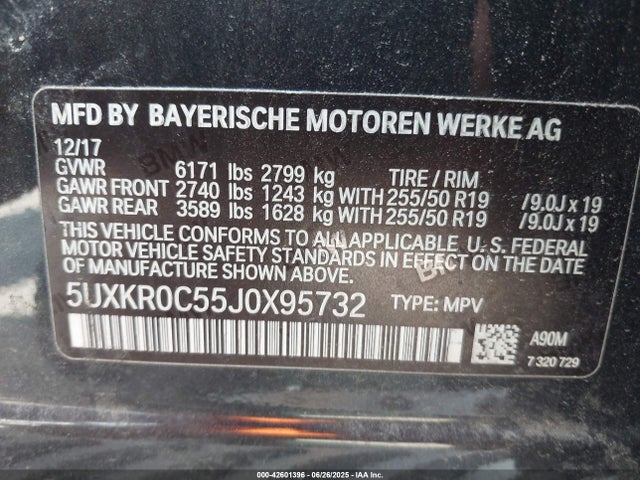 MFD BY BAYERISCHE MOTOREN WERKE AG
12/17
GVWR 6171 lbs 2799 kg TIRE / RIM
GAWR FRONT 2740 lbs 1243 kg WITH 255/50 R19 /9.0J x 19
GAWR REAR 3589 lbs 1628 kg WITH 255/50 R19 /9.0J x 19
THIS VEHICLE CONFORMS TO ALL APPLICABLE U.S. FEDERAL
MOTOR VEHICLE SAFETY STANDARDS IN EFFECT ON THE DATE
OF MANUFACTURE SHOWN ABOVE.
5UXKR0C55J0X95732 TYPE: MPV
A90M
7 320 729
000-42601396 - 06/26/2025 - IAA Inc.